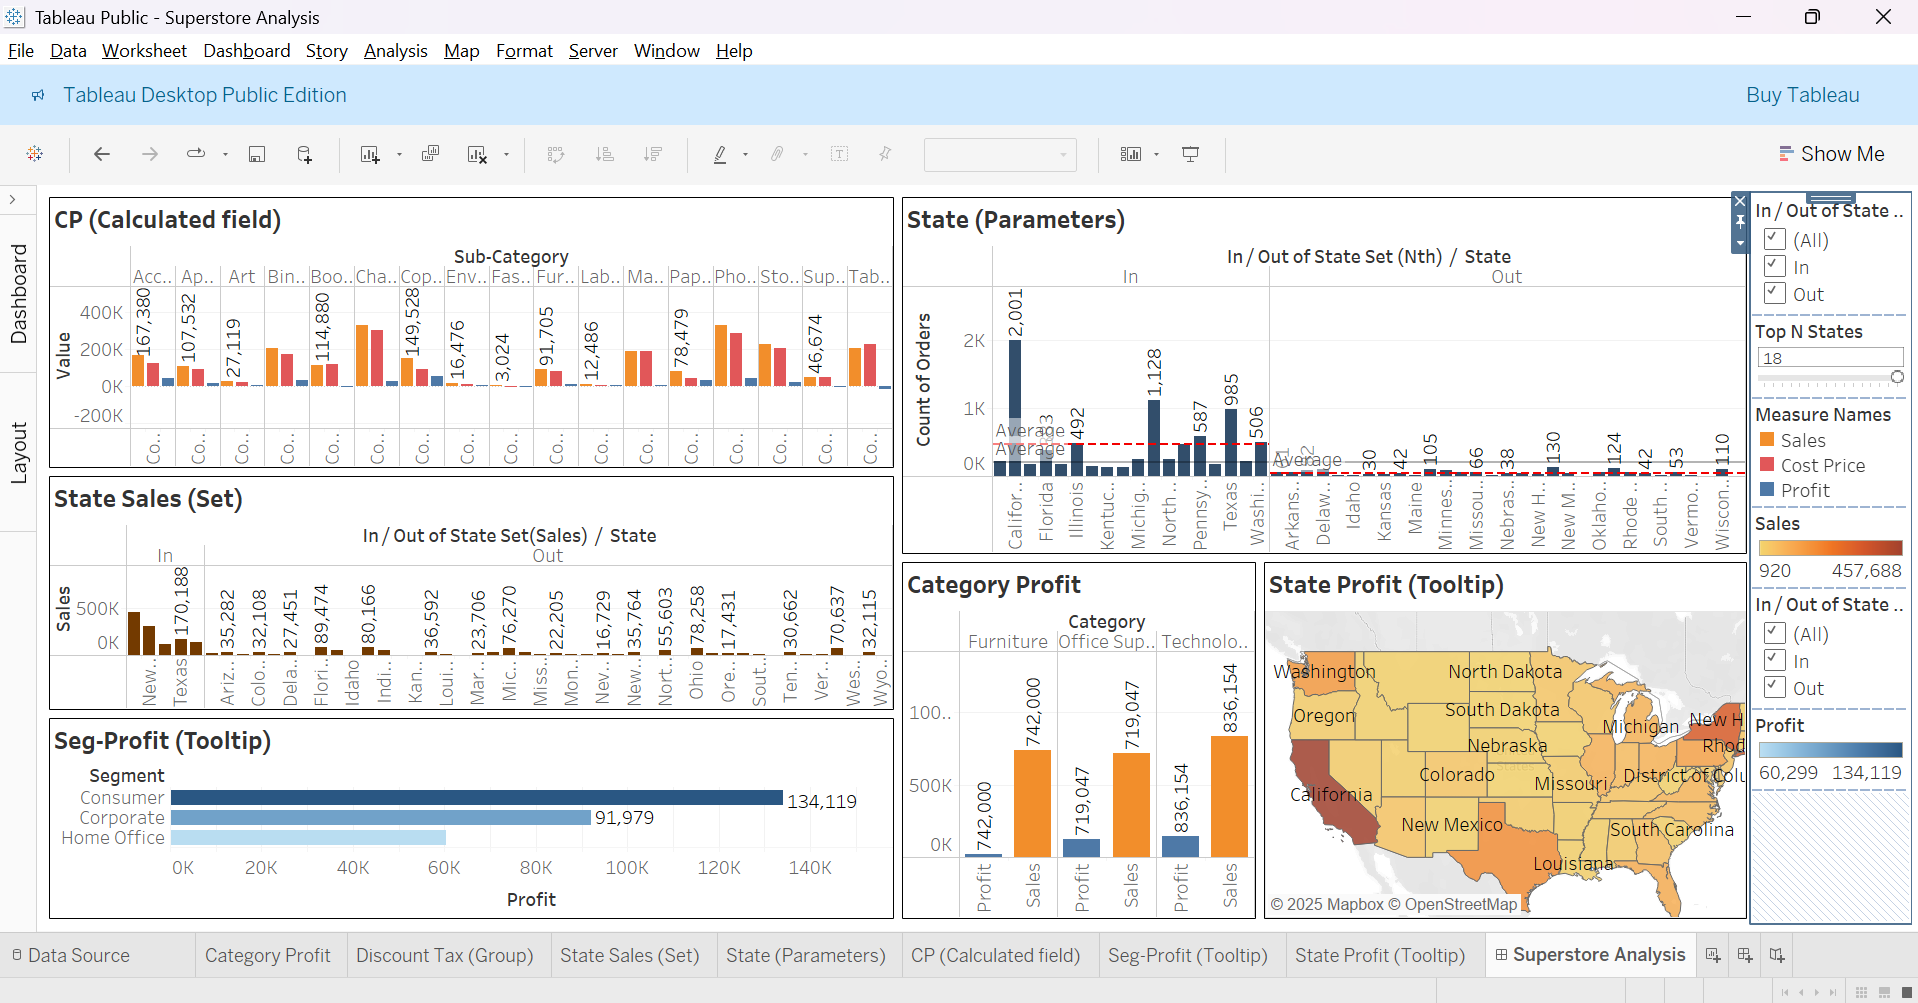 Tableau Public - Superstore Analysis
File Data Worksheet Dashboard Story Analysis Map Format Server Window Help
Tableau Desktop Public Edition
Buy Tableau
Show Me
Dashboard
Layout
CP (Calculated field)
Sub-Category
Acc.. Ap.. Art Bin.. Boo.. Cha.. Cop.. Env.. Fas.. Fur.. Lab.. Ma.. Pap.. Pho.. Sto.. Sup.. Tab..
Value
400K
200K
0K
-200K
167,380 107,532 27,119 114,880 149,528 16,476 3,024 91,705 12,486 78,479 46,674
Co.. Co.. Co.. Co.. Co.. Co.. Co.. Co.. Co.. Co.. Co.. Co.. Co.. Co.. Co.. Co.. Co..
State Sales (Set)
In / Out of State Set(Sales) / State
In
Out
Sales
500K
0K
170,188 35,282 32,108 27,451 89,474 80,166 36,592 23,706 76,270 22,205 16,729 35,764 55,603 78,258 17,431 30,662 70,637 32,115
New.. Texas Ariz.. Colo.. Dela.. Flori.. Idaho Indi.. Kan.. Loui.. Mar.. Mic.. Miss.. Mon.. Nev.. New.. Nort.. Ohio Ore.. Sout.. Ten.. Ver.. Wes.. Wyo..
Seg-Profit (Tooltip)
Segment
Consumer
134,119
Corporate
91,979
Home Office
0K 20K 40K 60K 80K 100K 120K 140K
Profit
State (Parameters)
In / Out of State Set (Nth) / State
In
Out
Count of Orders
2K
1K
0K
2,001 492 1,128 587 985 506 30 42 105 66 38 130 124 42 53 110
Average
Average
Average
Califor.. Florida Illinois Kentuc.. Michig.. North .. Pennsy.. Texas Washi.. Arkans.. Delaw.. Idaho Kansas Maine Minnes.. Missou.. Nebras.. New H.. New M.. Oklaho.. Rhode .. South .. Vermo.. Wiscon..
Category Profit
Category
Furniture Office Sup.. Technolo..
100..
500K
0K
742,000 742,000 719,047 719,047 836,154 836,154
Profit Sales Profit Sales Profit Sales
State Profit (Tooltip)
Washington
North Dakota
Oregon
South Dakota
Michigan
New H
Nebraska
Rhod
Colorado
Missouri
District of Colu
California
New Mexico
South Carolina
Louisiana
© 2025 Mapbox © OpenStreetMap
In / Out of State ..
(All)
In
Out
Top N States
18
Measure Names
Sales
Cost Price
Profit
Sales
920 457,688
In / Out of State ..
(All)
In
Out
Profit
60,299 134,119
Data Source Category Profit Discount Tax (Group) State Sales (Set) State (Parameters) CP (Calculated field) Seg-Profit (Tooltip) State Profit (Tooltip) Superstore Analysis